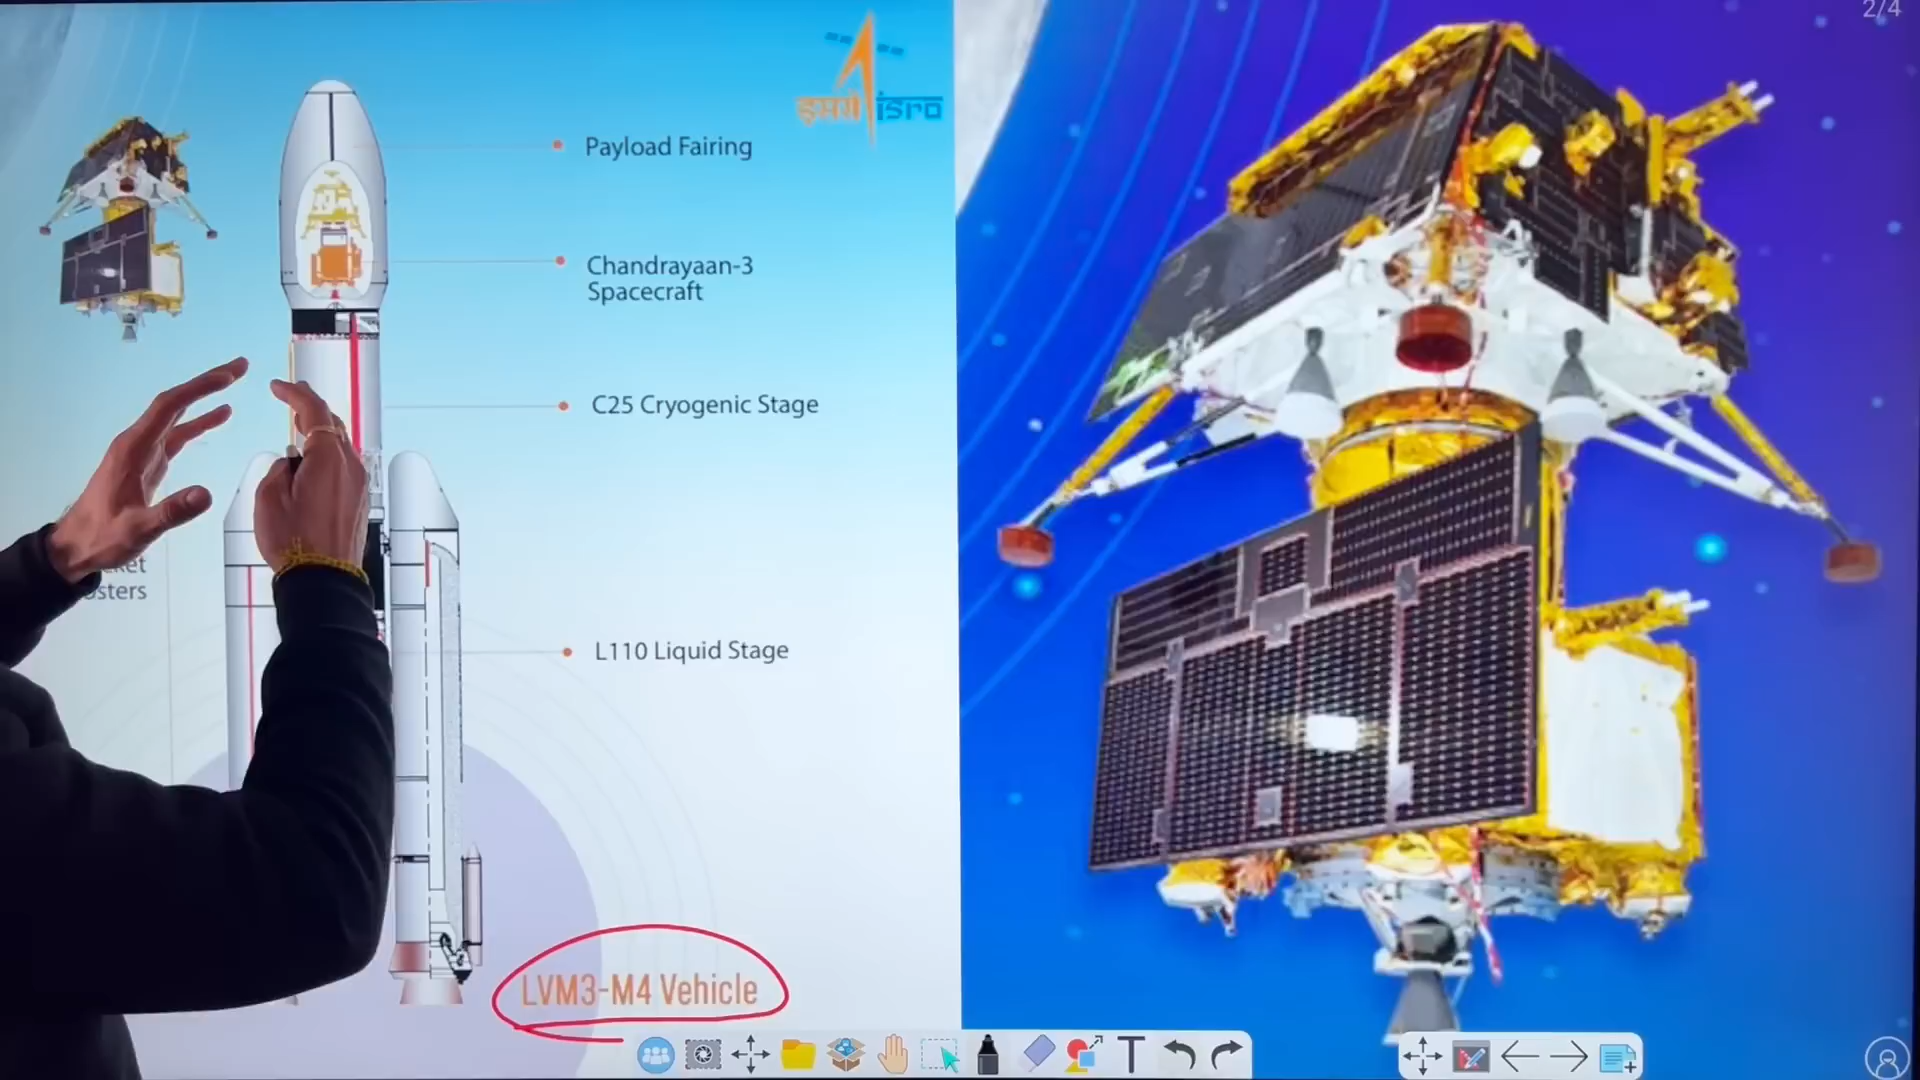 2/4
इसरो isro
Payload Fairing
Chandrayaan-3
Spacecraft
C25 Cryogenic Stage
L110 Liquid Stage
LVM3-M4 Vehicle
T